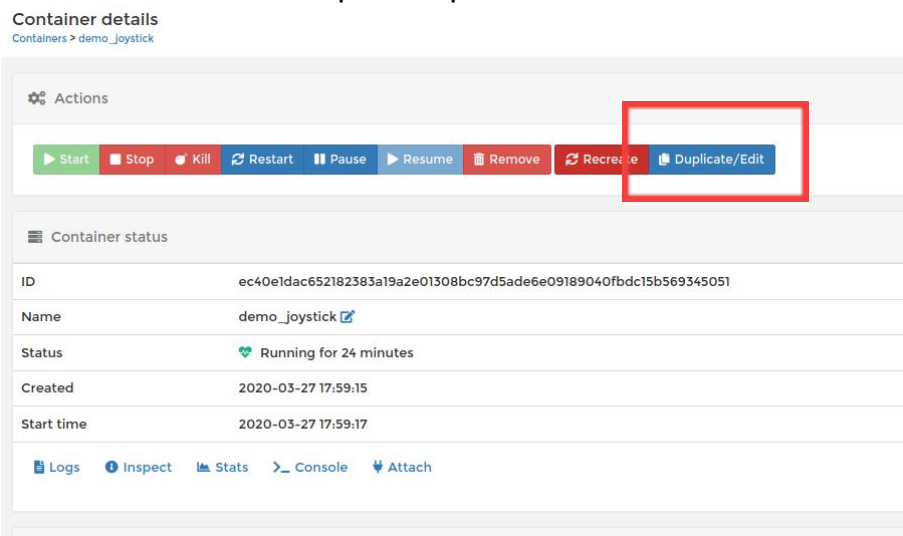 Container details
Containers > demo_joystick
Actions
Start Stop Kill Restart Pause Resume Remove Recreate Duplicate/Edit
Container status
ID ec40e1dac652182383a19a2e01308bc97d5ade6e09189040fbdc15b569345051
Name demo_joystick
Status Running for 24 minutes
Created 2020-03-27 17:59:15
Start time 2020-03-27 17:59:17
Logs Inspect Stats >_ Console Attach